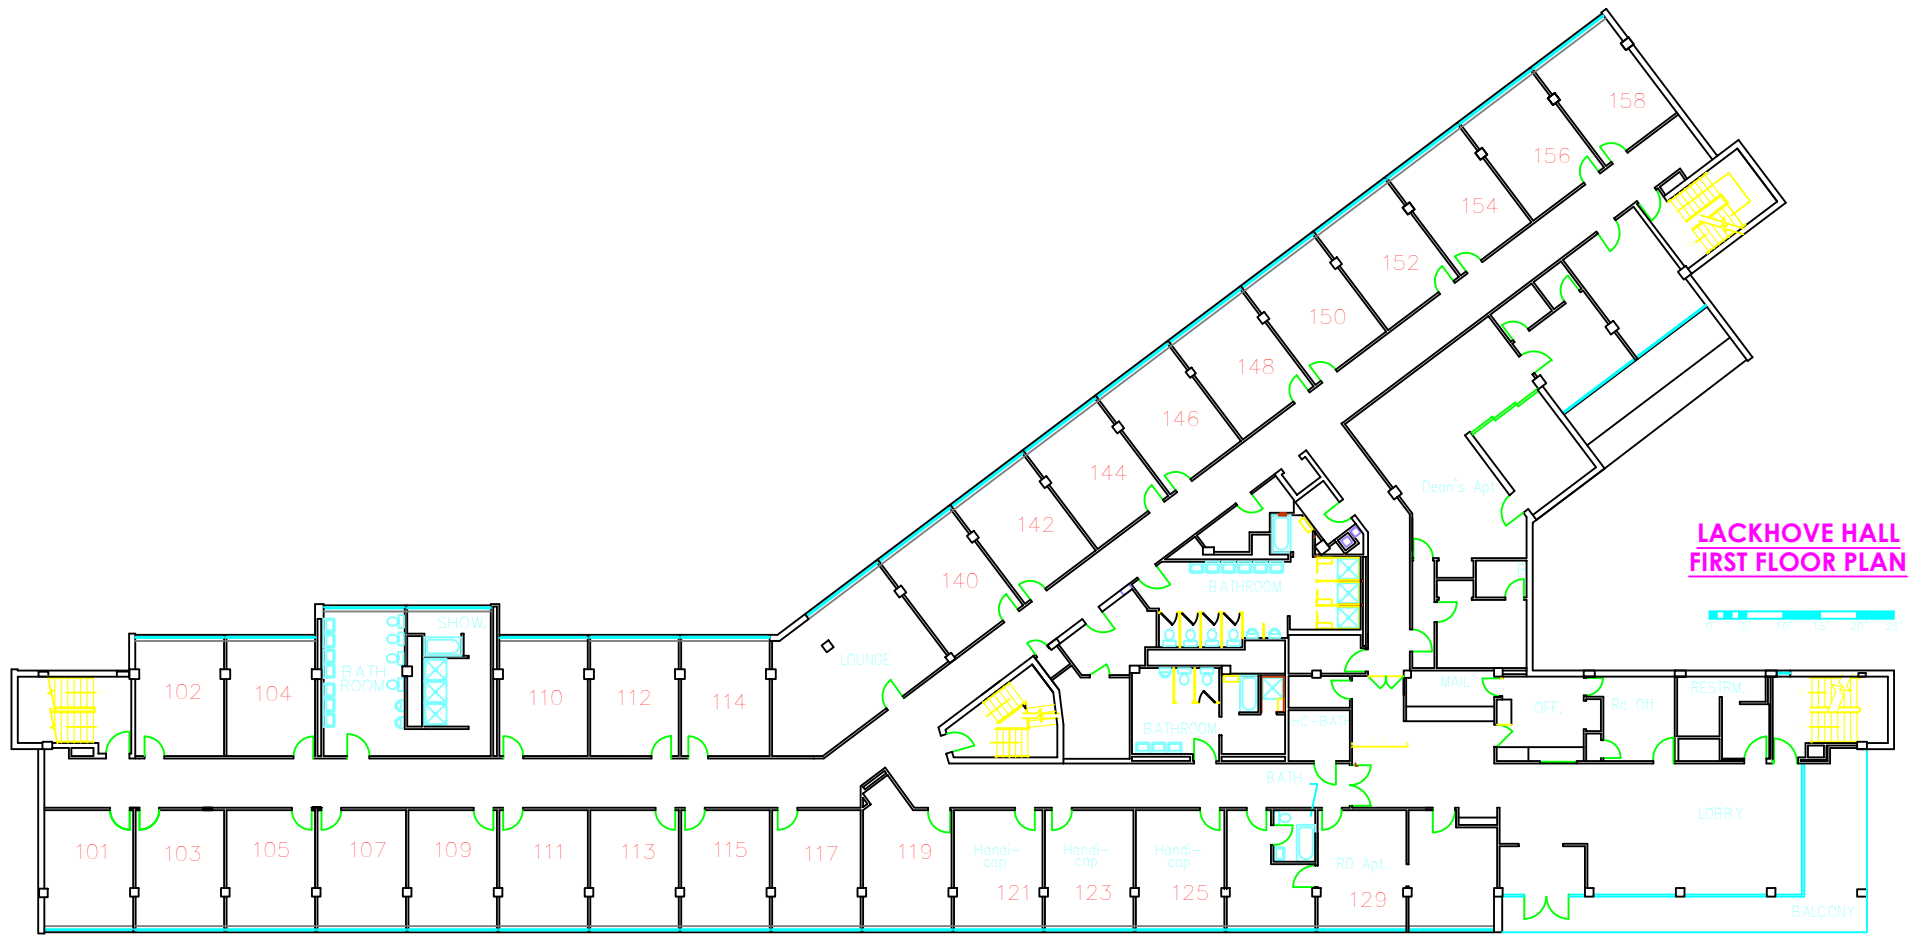 158
156
154
152
150
148
146
144
142
140
LACKHOVE HALL
FIRST FLOOR PLAN
Dean's Apt
BATHROOM
SHOW.
BATH
ROOM
LOUNGE
102
104
110
112
114
BATHROOM
HC-BATH
MAIL
OFF.
Rd Off
RESTRM.
BATH
LOBBY
101
103
105
107
109
111
113
115
117
119
Handi-
cap
121
Handi-
cap
123
Handi-
cap
125
RD Apt.
129
BALCONY